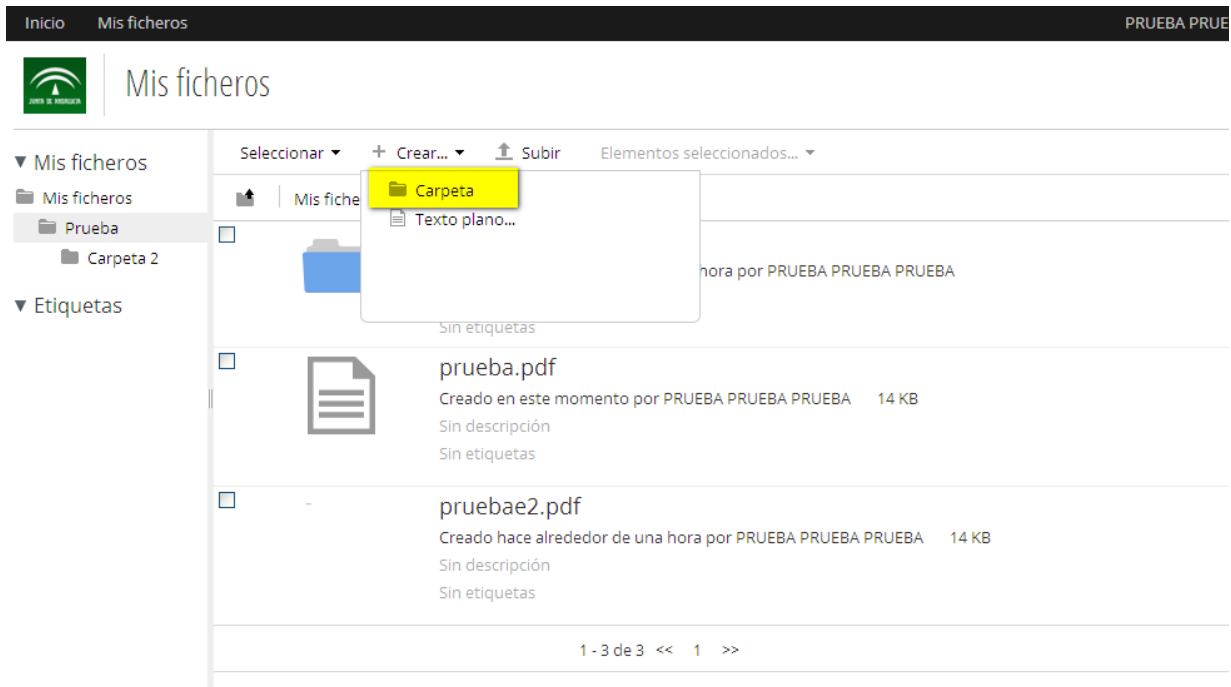 Inicio Mis ficheros PRUEBA PRUE
JUNTA DE ANDALUCIA
Mis ficheros
▼ Mis ficheros
Mis ficheros
Prueba
Carpeta 2
▼ Etiquetas
Seleccionar ▼ + Crear... ▼ Subir Elementos seleccionados... ▼
Mis fiche
Carpeta
Texto plano...
hora por PRUEBA PRUEBA PRUEBA
Sin etiquetas
prueba.pdf
Creado en este momento por PRUEBA PRUEBA PRUEBA 14 KB
Sin descripción
Sin etiquetas
pruebae2.pdf
Creado hace alrededor de una hora por PRUEBA PRUEBA PRUEBA 14 KB
Sin descripción
Sin etiquetas
1 - 3 de 3 << 1 >>